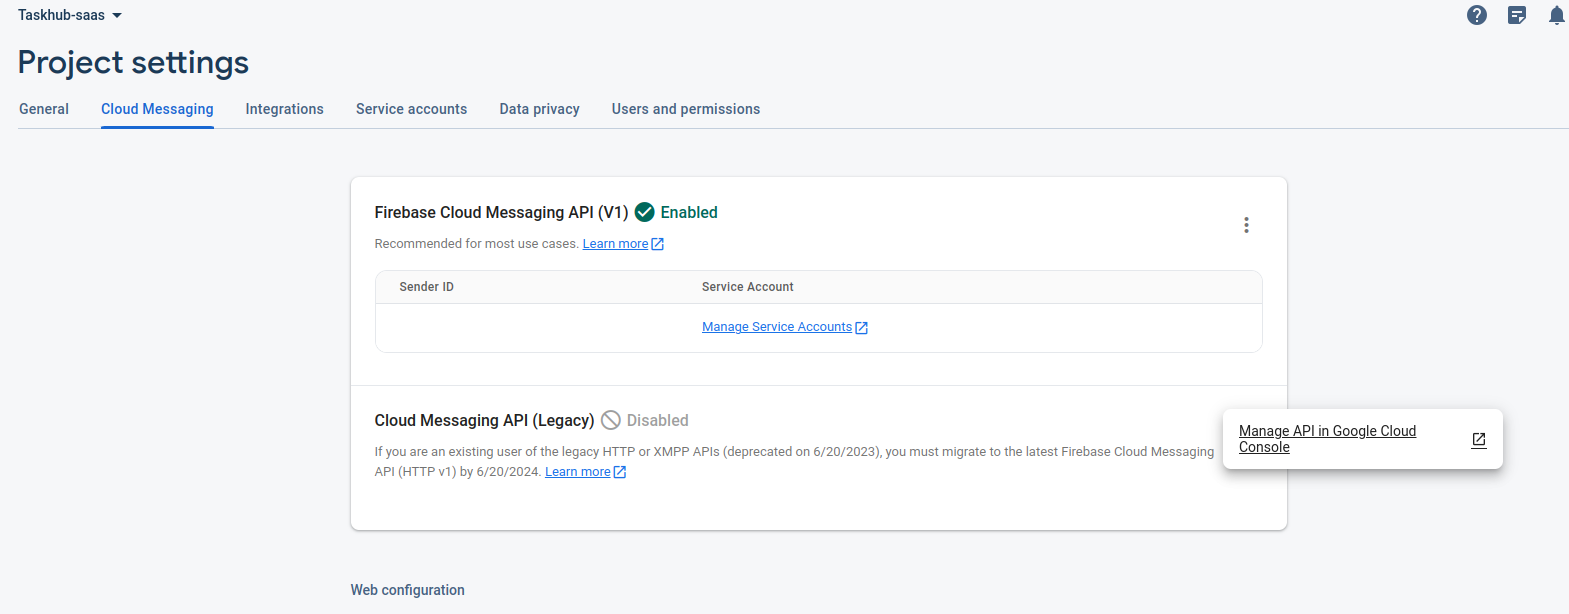 Taskhub-saas
Project settings
General Cloud Messaging Integrations Service accounts Data privacy Users and permissions
Firebase Cloud Messaging API (V1) Enabled
Recommended for most use cases. Learn more
Sender ID Service Account
Manage Service Accounts
Cloud Messaging API (Legacy) Disabled
If you are an existing user of the legacy HTTP or XMPP APIs (deprecated on 6/20/2023), you must migrate to the latest Firebase Cloud Messaging
API (HTTP v1) by 6/20/2024. Learn more
Manage API in Google Cloud
Console
Web configuration